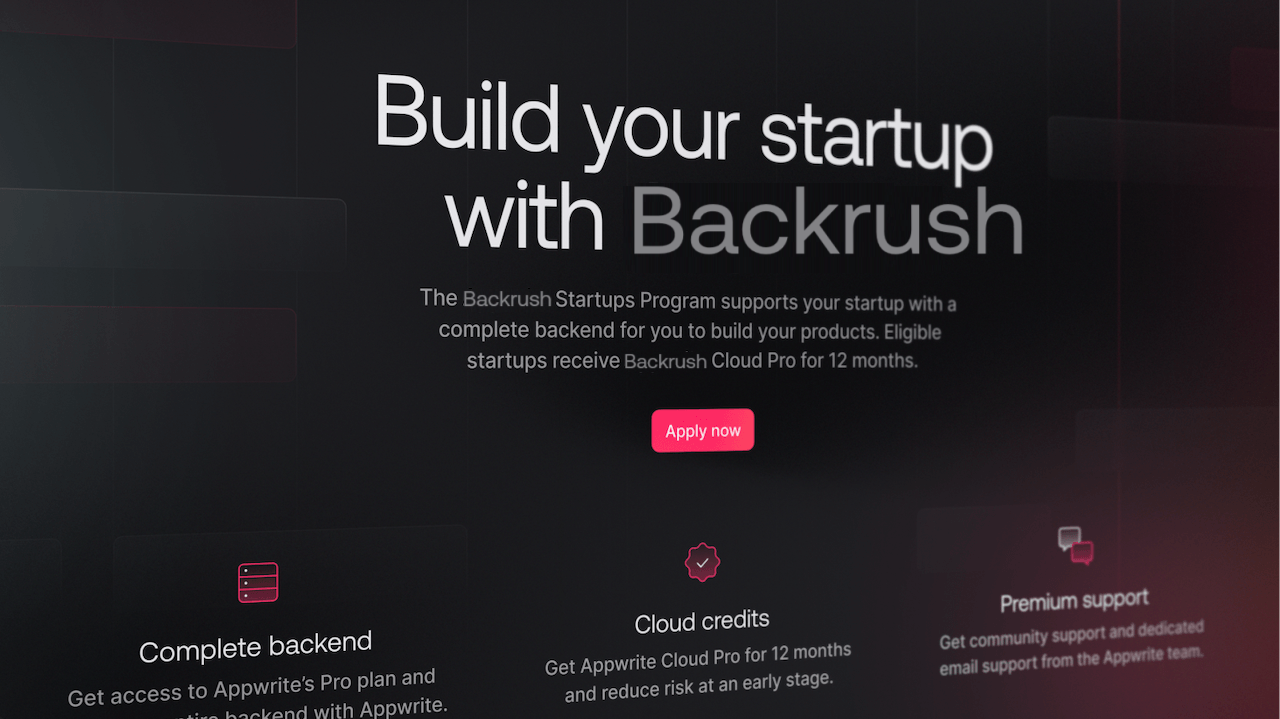 Build your startup
with Backrush
The Backrush Startups Program supports your startup with a
complete backend for you to build your products. Eligible
startups receive Backrush Cloud Pro for 12 months.
Apply now
Complete backend
Get access to Appwrite's Pro plan and
backend with Appwrite.
Cloud credits
Get Appwrite Cloud Pro for 12 months
and reduce risk at an early stage.
Premium support
Get community support and dedicated
email support from the Appwrite team.